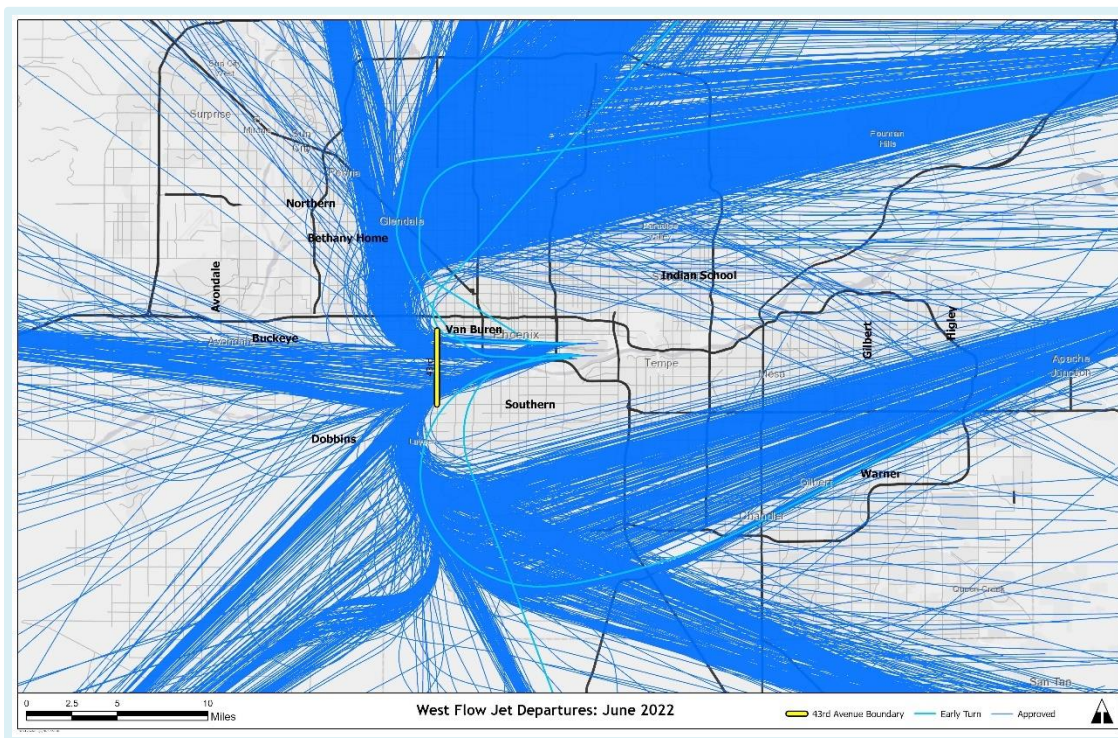 Surprise
Northern
Glendale
Bethany Home
Indian School
Avondale
Gilbert
Higley
Van Buren
Phoenix
Buckeye
Tempe
Mesa
Apache
Junction
Southern
Dobbins
Warner
Gilbert
Chandler
Queen Creek
San Tan
0 2.5 5 10
Miles
West Flow Jet Departures: June 2022
43rd Avenue Boundary
Early Turn
Approved